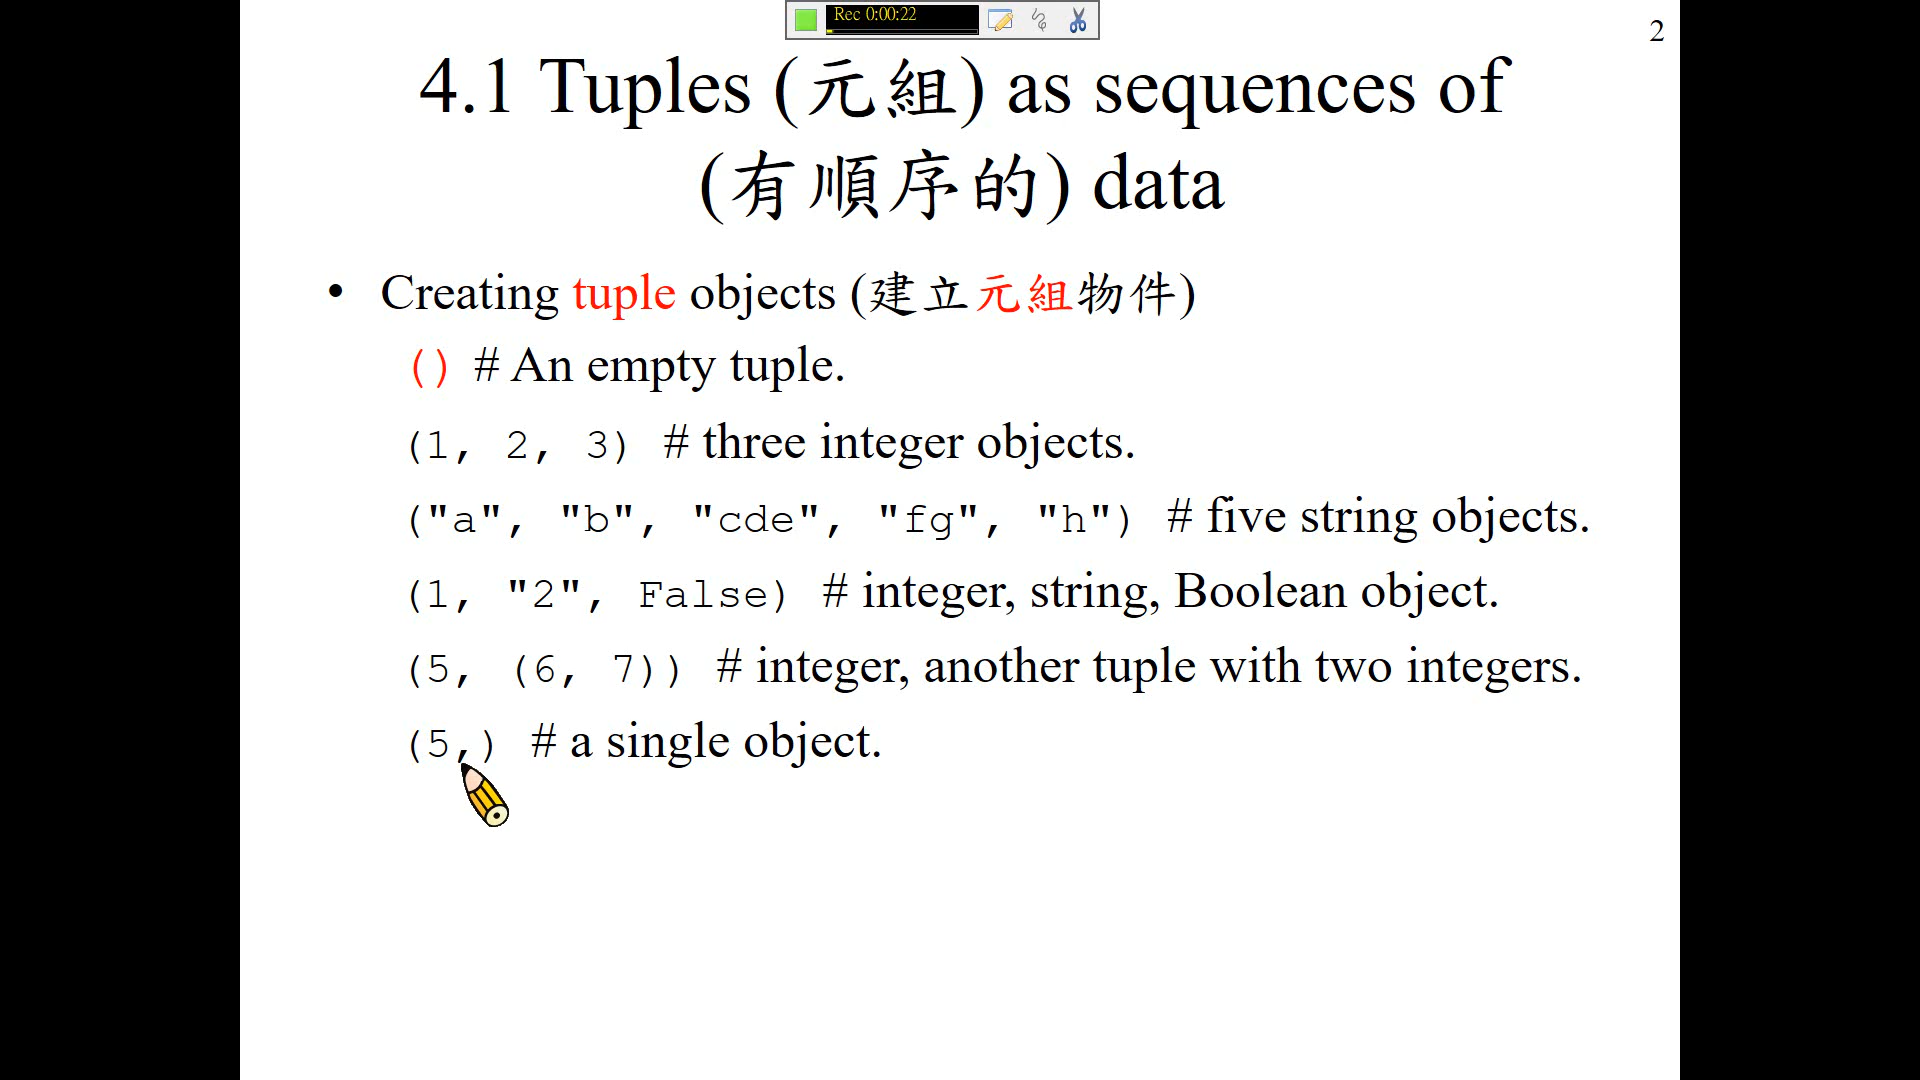 Rec 0:00:22
2
4.1 Tuples (元組) as sequences of
(有順序的) data
• Creating tuple objects (建立元組物件)
() # An empty tuple.
(1, 2, 3) # three integer objects.
("a", "b", "cde", "fg", "h") # five string objects.
(1, "2", False) # integer, string, Boolean object.
(5, (6, 7)) # integer, another tuple with two integers.
(5,) # a single object.